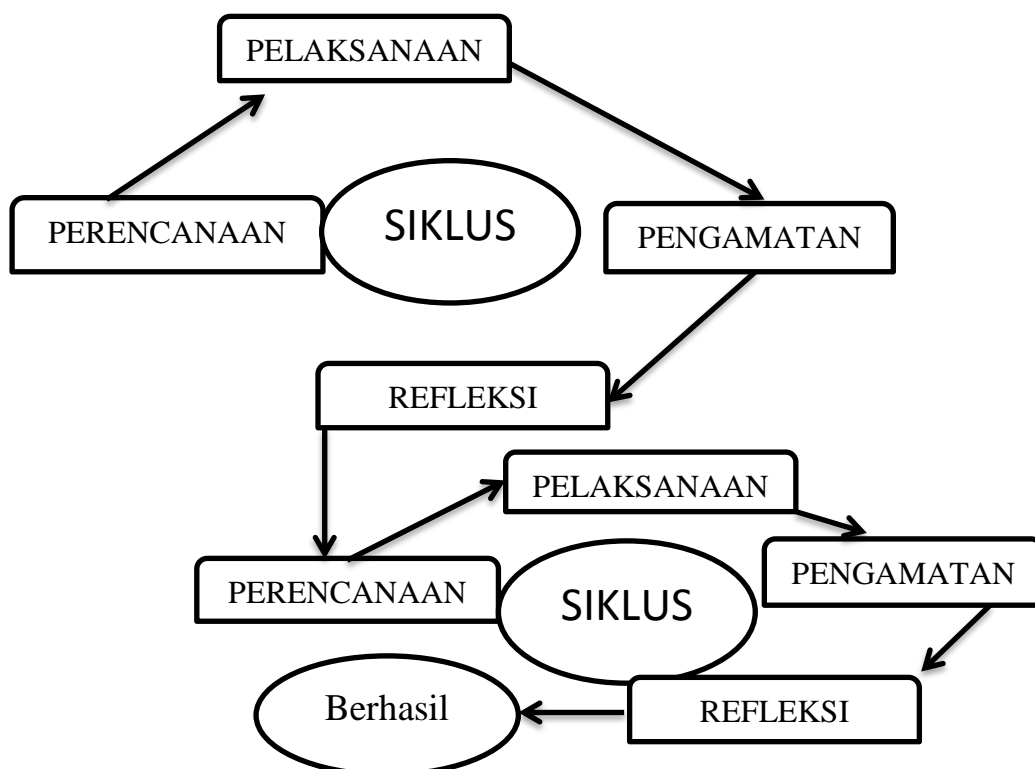 PELAKSANAAN
PERENCANAAN
SIKLUS
PENGAMATAN
REFLEKSI
PELAKSANAAN
PERENCANAAN
SIKLUS
PENGAMATAN
Berhasil
REFLEKSI